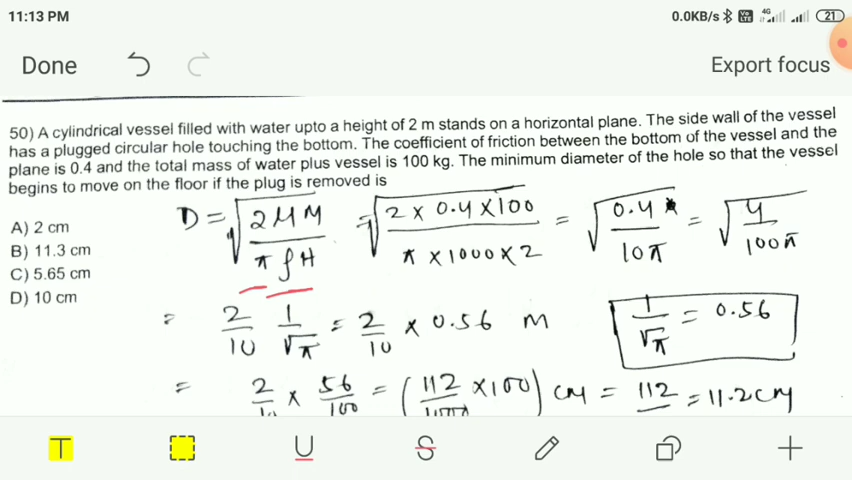 11:13 PM 0.0KB/s Vo LTE 4G 21
Done Export focus
50) A cylindrical vessel filled with water upto a height of 2 m stands on a horizontal plane. The side wall of the vessel
has a plugged circular hole touching the bottom. The coefficient of friction between the bottom of the vessel and the
plane is 0.4 and the total mass of water plus vessel is 100 kg. The minimum diameter of the hole so that the vessel
begins to move on the floor if the plug is removed is
A) 2 cm
B) 11.3 cm
C) 5.65 cm
D) 10 cm
D = √(2μM / πρH) = √(2 × 0.4 × 100 / π × 1000 × 2) = √(0.4 / 10π) = √(4 / 100π)
= 2/10 1/√π = 2/10 × 0.56 m
1/√π = 0.56
= 2/10 × 56/100 = (112/1000 × 100) cm = 112 = 11.2 cm
T U S